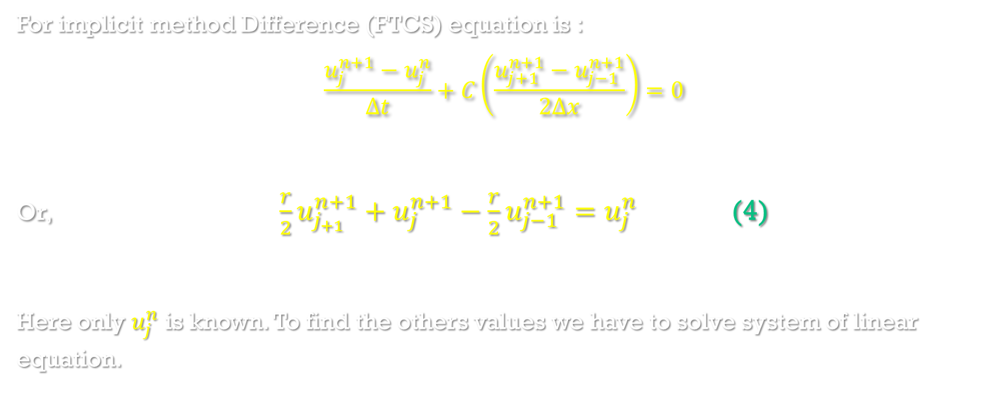 For implicit method Difference (FTCS) equation is :
\frac{u_j^{n+1} - u_j^n}{\Delta t} + C \left( \frac{u_{j+1}^{n+1} - u_{j-1}^{n+1}}{2\Delta x} \right) = 0
Or, \frac{r}{2} u_{j_{+1}}^{n+1} + u_j^{n+1} - \frac{r}{2} u_{j-1}^{n+1} = u_j^n (4)
Here only u_j^n is known. To find the others values we have to solve system of linear
equation.